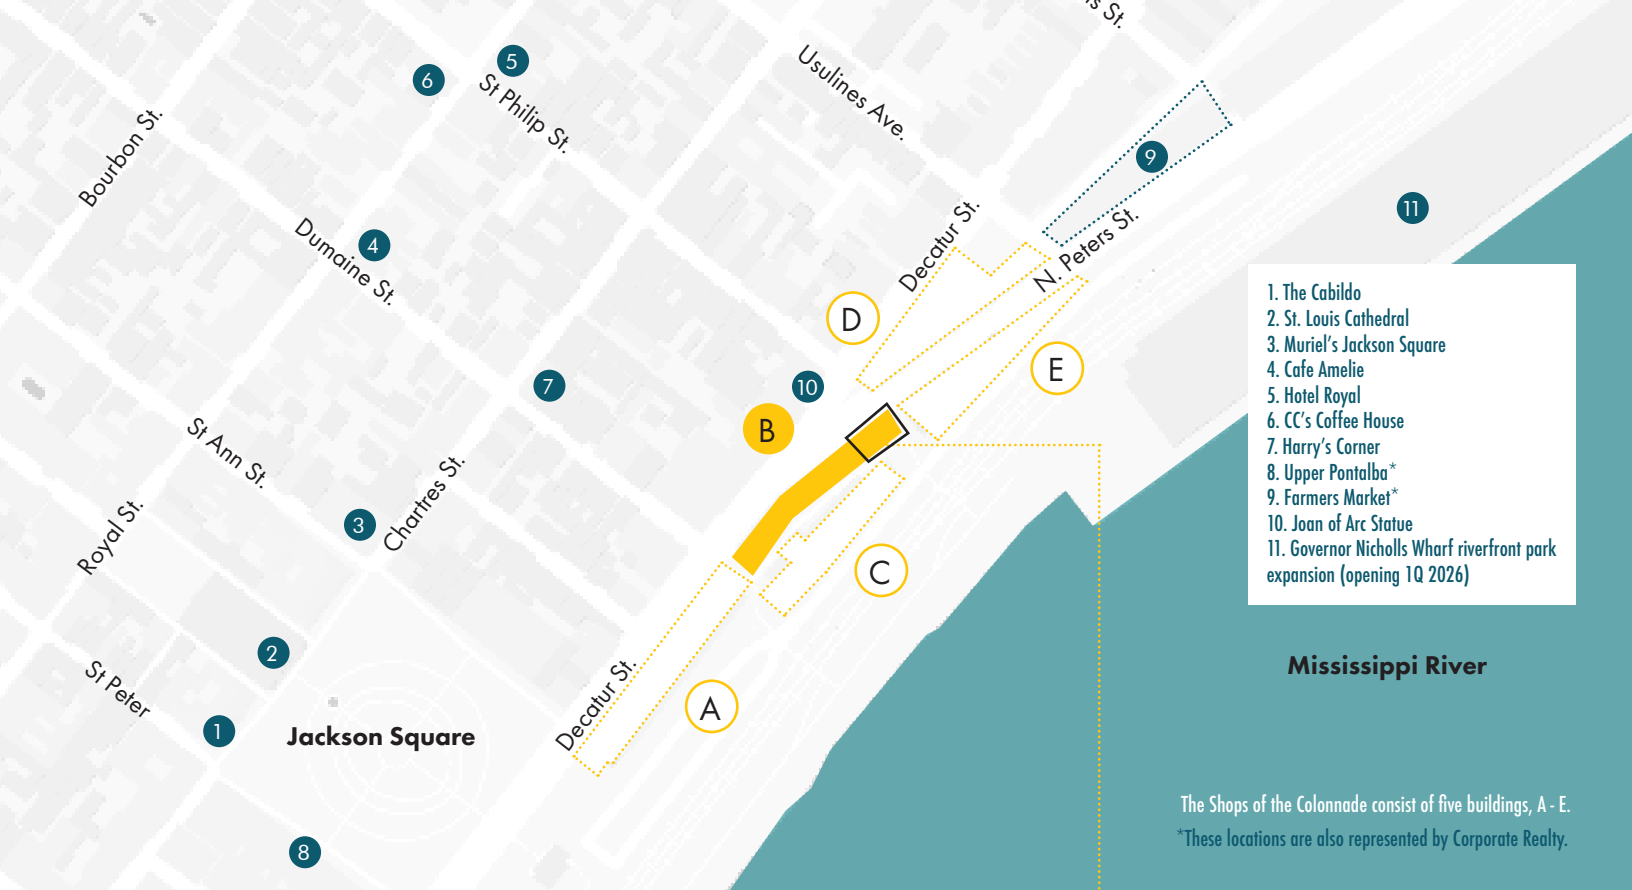 is St.
5
6
St Philip St.
Usulines Ave.
Bourbon St.
9
11
Decatur St.
N. Peters St.
4
Dumaine St.
D
E
10
7
B
1. The Cabildo
2. St. Louis Cathedral
3. Muriel's Jackson Square
4. Cafe Amelie
5. Hotel Royal
6. CC's Coffee House
7. Harry's Corner
8. Upper Pontalba*
9. Farmers Market*
10. Joan of Arc Statue
11. Governor Nicholls Wharf riverfront park
expansion (opening 1Q 2026)
St Ann St.
Royal St.
3
Chartres St.
C
2
St Peter
1
Jackson Square
Decatur St.
A
8
Mississippi River
The Shops of the Colonnade consist of five buildings, A - E.
*These locations are also represented by Corporate Realty.